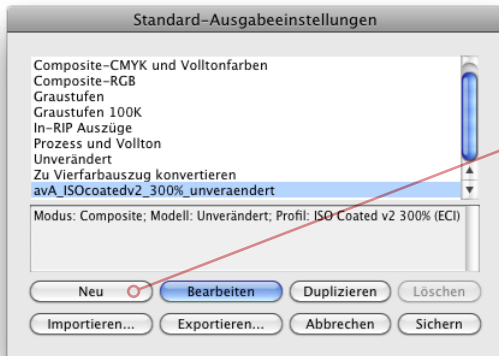 Standard-Ausgabeeinstellungen
Composite-CMYK und Volltonfarben
Composite-RGB
Graustufen
Graustufen 100K
In-RIP Auszüge
Prozess und Vollton
Unverändert
Zu Vierfarbauszug konvertieren
avA_ISOcoatedv2_300%_unveraendert
Modus: Composite; Modell: Unverändert; Profil: ISO Coated v2 300% (ECI)
Neu Bearbeiten Duplizieren Löschen
Importieren... Exportieren... Abbrechen Sichern